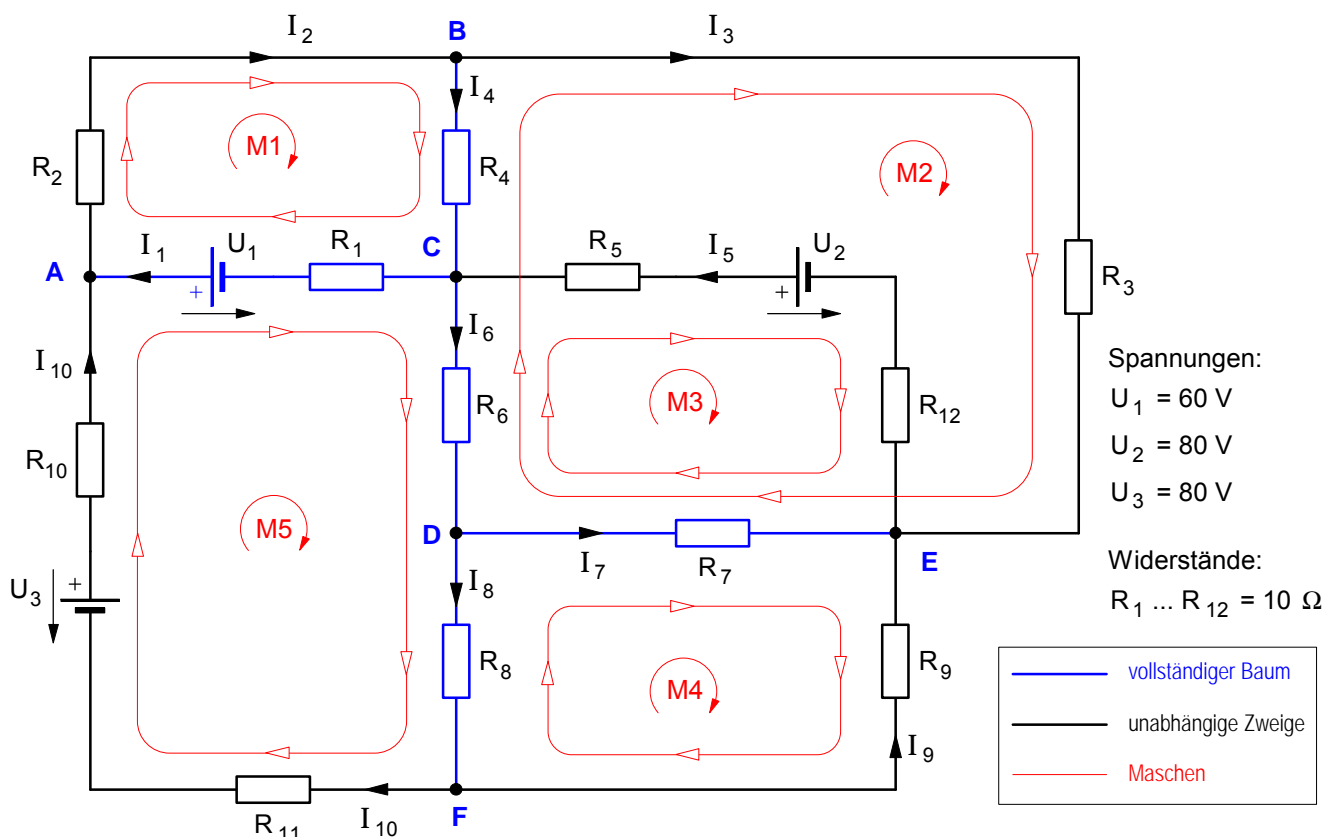 I2
B
I3
I4
M1
M2
R2
R4
I1
U1
R1
C
R5
I5
U2
A
R3
+
+
I6
I10
Spannungen:
U1 = 60 V
R6
M3
R12
U2 = 80 V
R10
U3 = 80 V
M5
D
E
I7
R7
Widerstände:
U3
+
I8
R1 ... R12 = 10 Ω
R8
M4
R9
vollständiger Baum
unabhängige Zweige
I9
Maschen
R11
I10
F